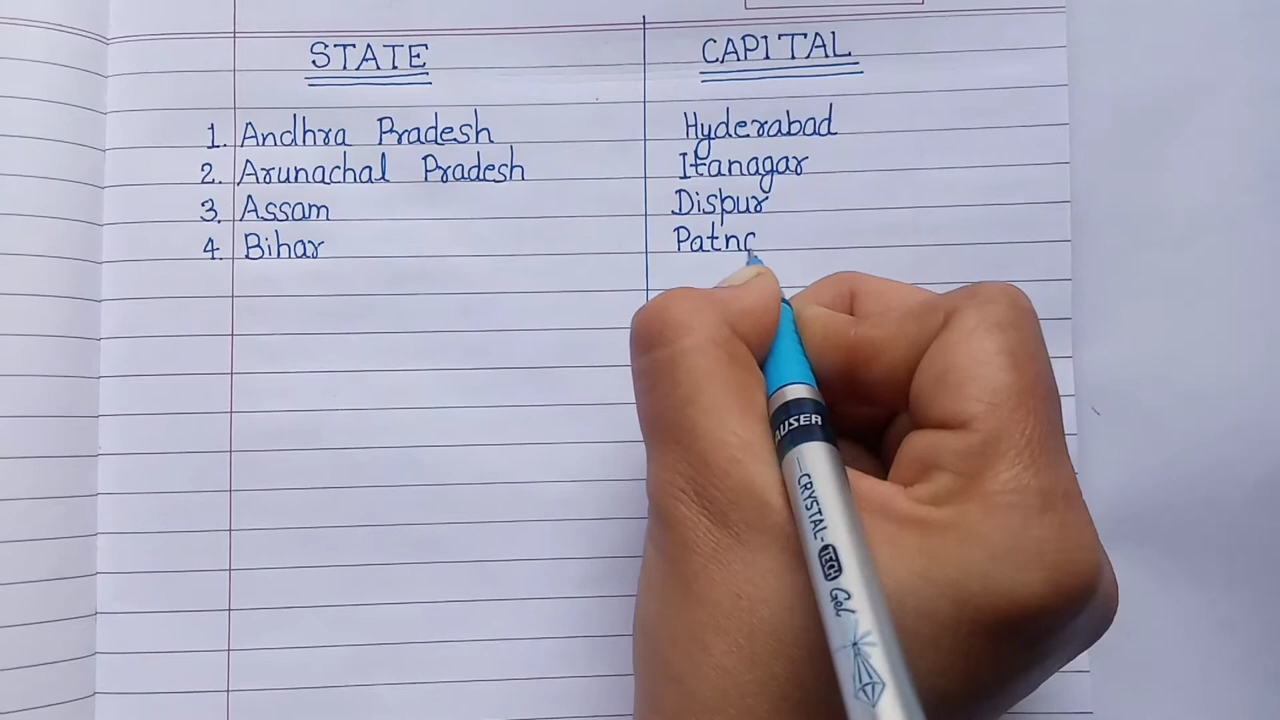 STATE CAPITAL
1. Andhra Pradesh Hyderabad
2. Arunachal Pradesh Itanagar
3. Assam Dispur
4. Bihar Patn
AUSER
CRYSTAL-TECH Gel